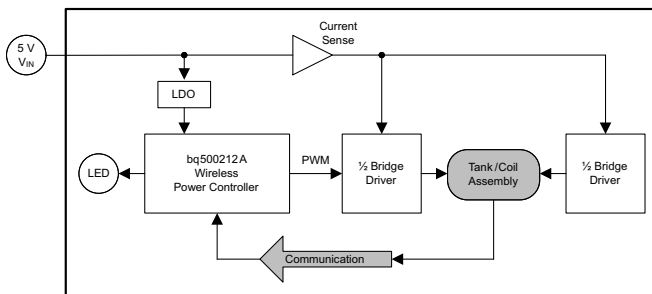 Current
Sense
5 V
VIN
LDO
bq500212A
Wireless
Power Controller
LED
PWM
½ Bridge
Driver
Tank/Coil
Assembly
½ Bridge
Driver
Communication